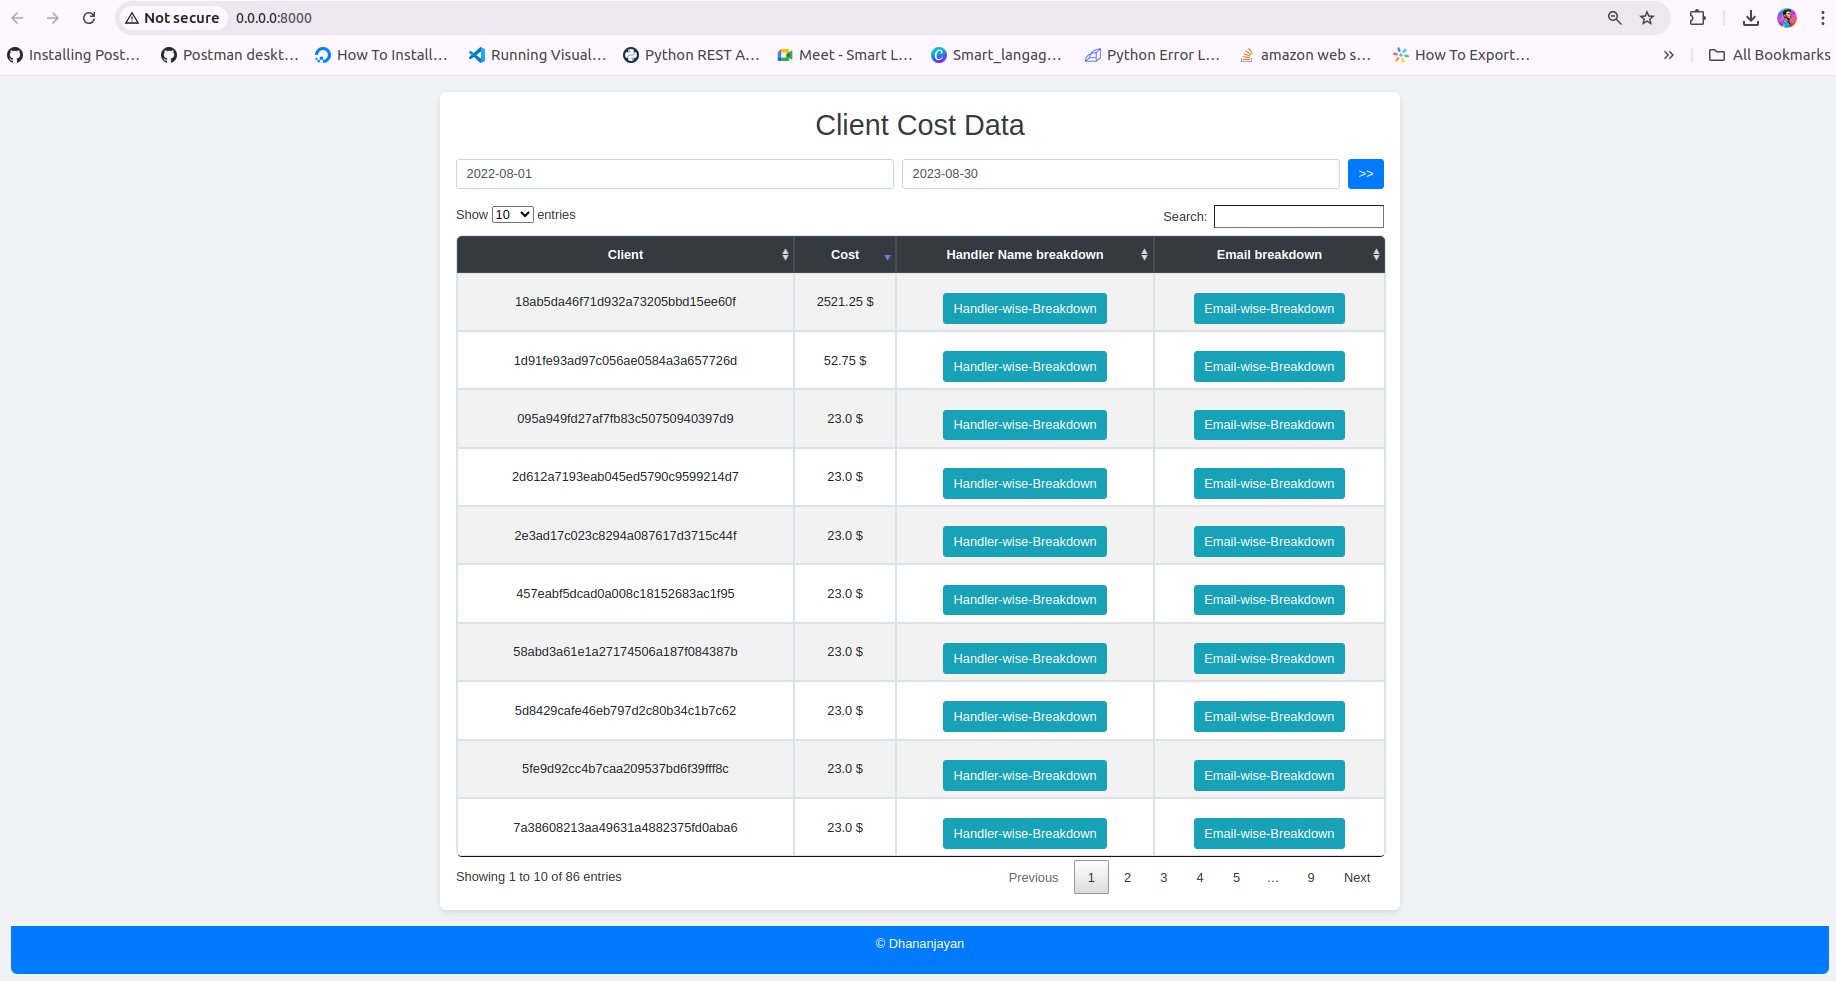 Not secure 0.0.0.0:8000
Installing Post... Postman deskt... How To Install... Running Visual... Python REST A... Meet - Smart L... Smart_langag... Python Error L... amazon web s... How To Export... » All Bookmarks
Client Cost Data
2022-08-01 2023-08-30 >>
Show 10 entries Search:
Client Cost Handler Name breakdown Email breakdown
18ab5da46f71d932a73205bbd15ee60f 2521.25 $ Handler-wise-Breakdown Email-wise-Breakdown
1d91fe93ad97c056ae0584a3a657726d 52.75 $ Handler-wise-Breakdown Email-wise-Breakdown
095a949fd27af7fb83c50750940397d9 23.0 $ Handler-wise-Breakdown Email-wise-Breakdown
2d612a7193eab045ed5790c9599214d7 23.0 $ Handler-wise-Breakdown Email-wise-Breakdown
2e3ad17c023c8294a087617d3715c44f 23.0 $ Handler-wise-Breakdown Email-wise-Breakdown
457eabf5dcad0a008c18152683ac1f95 23.0 $ Handler-wise-Breakdown Email-wise-Breakdown
58abd3a61e1a27174506a187f084387b 23.0 $ Handler-wise-Breakdown Email-wise-Breakdown
5d8429cafe46eb797d2c80b34c1b7c62 23.0 $ Handler-wise-Breakdown Email-wise-Breakdown
5fe9d92cc4b7caa209537bd6f39fff8c 23.0 $ Handler-wise-Breakdown Email-wise-Breakdown
7a38608213aa49631a4882375fd0aba6 23.0 $ Handler-wise-Breakdown Email-wise-Breakdown
Showing 1 to 10 of 86 entries Previous 1 2 3 4 5 ... 9 Next
© Dhananjayan